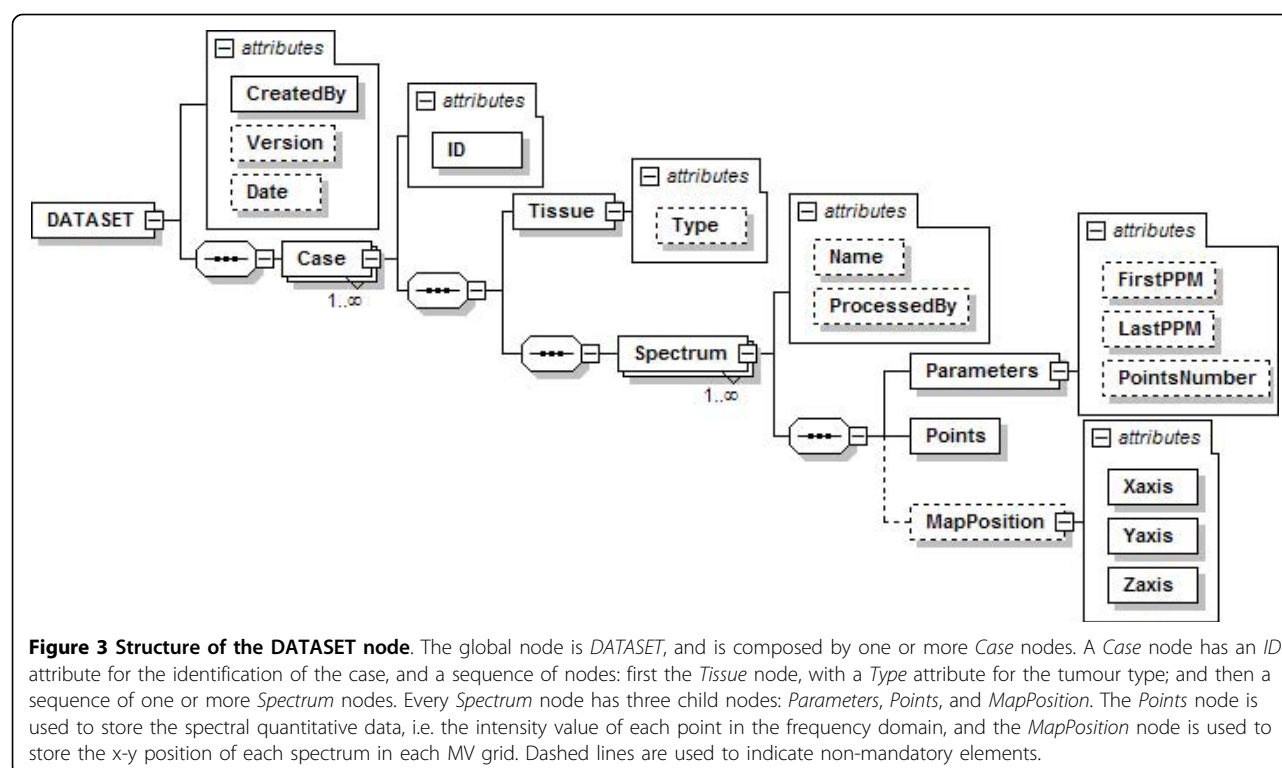 attributes
CreatedBy
Version
Date
DATASET
Case
1..∞
attributes
ID
Tissue
attributes
Type
Spectrum
1..∞
attributes
Name
ProcessedBy
Parameters
attributes
FirstPPM
LastPPM
PointsNumber
Points
MapPosition
attributes
Xaxis
Yaxis
Zaxis
Figure 3 Structure of the DATASET node. The global node is DATASET, and is composed by one or more Case nodes. A Case node has an ID
attribute for the identification of the case, and a sequence of nodes: first the Tissue node, with a Type attribute for the tumour type; and then a
sequence of one or more Spectrum nodes. Every Spectrum node has three child nodes: Parameters, Points, and MapPosition. The Points node is
used to store the spectral quantitative data, i.e. the intensity value of each point in the frequency domain, and the MapPosition node is used to
store the x-y position of each spectrum in each MV grid. Dashed lines are used to indicate non-mandatory elements.